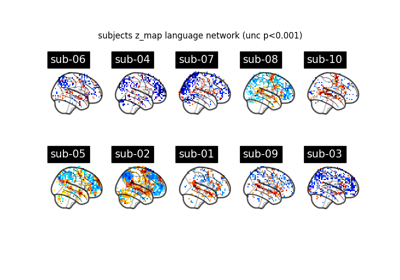 subjects z_map language network (unc p<0.001)
sub-06 sub-04 sub-07 sub-08 sub-10
sub-05 sub-02 sub-01 sub-09 sub-03